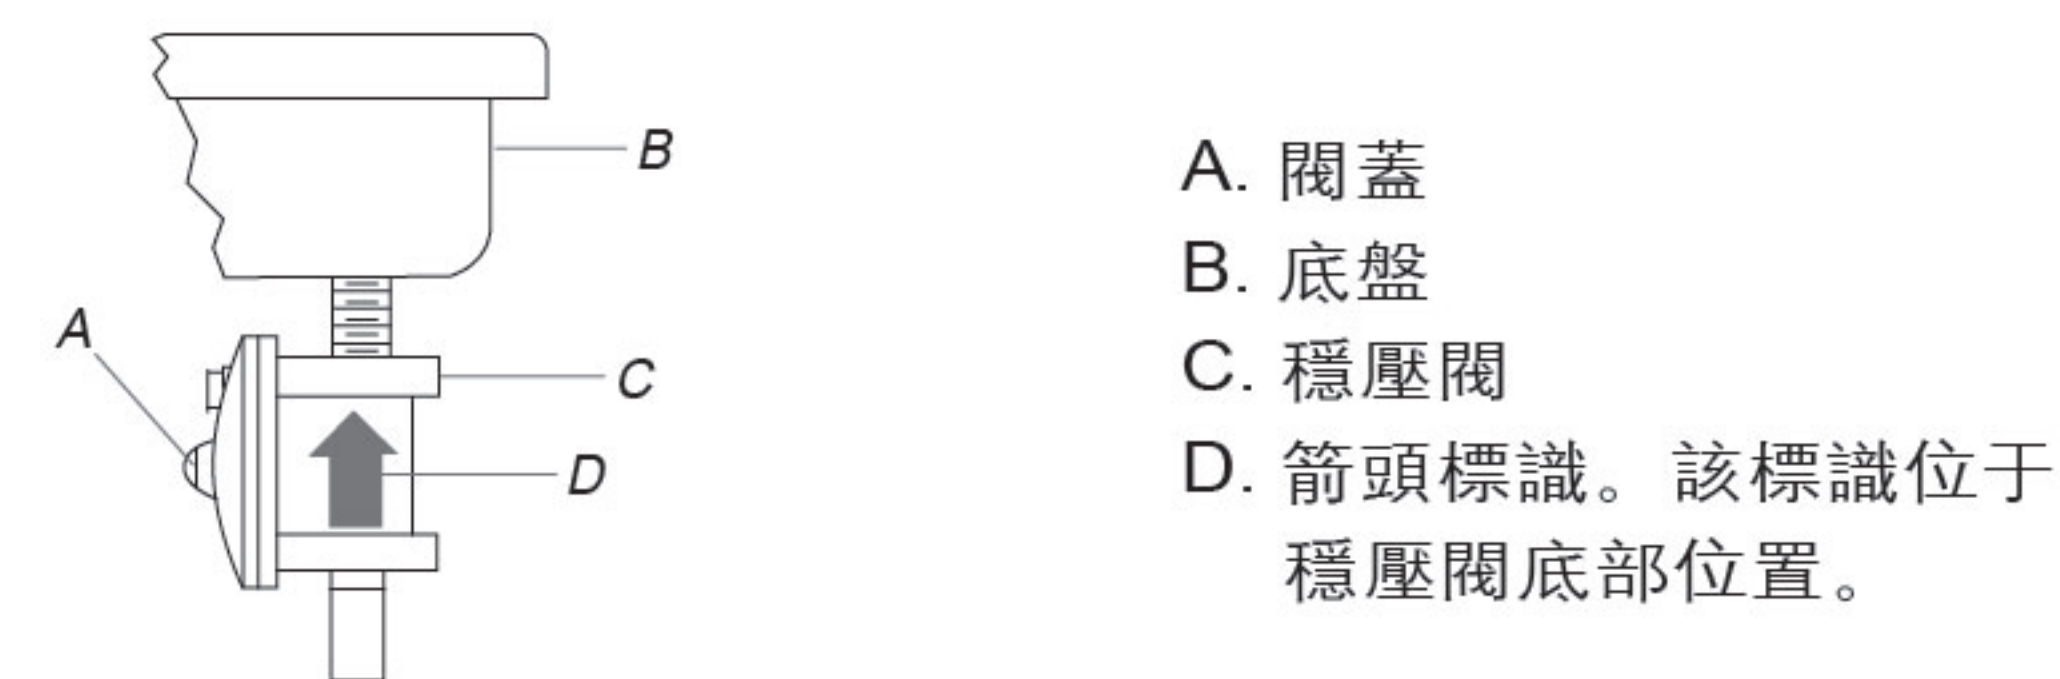 B
A
C
D
A. 閥蓋
B. 底盤
C. 穩壓閥
D. 箭頭標識。該標識位于
穩壓閥底部位置。